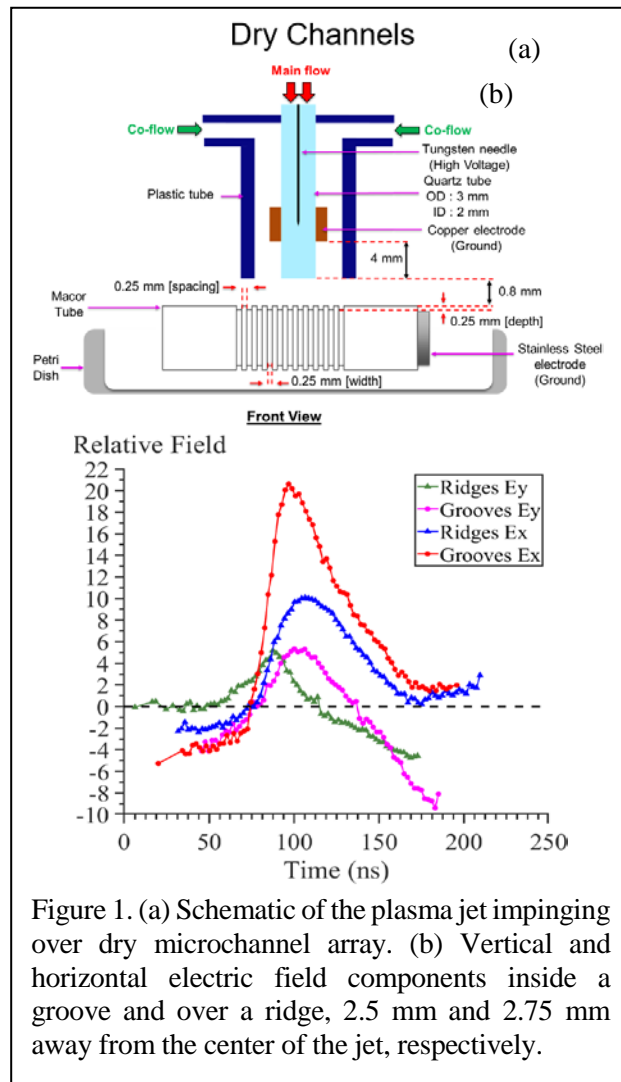 Dry Channels
(a)
Main flow
(b)
Co-flow
Co-flow
Tungsten needle
(High Voltage)
Plastic tube
Quartz tube
OD : 3 mm
ID : 2 mm
Copper electrode
(Ground)
4 mm
0.25 mm [spacing]
0.8 mm
Macor
Tube
0.25 mm [depth]
Petri
Dish
Stainless Steel
electrode
(Ground)
0.25 mm [width]
Front View
Relative Field
22
20
18
16
14
12
10
8
6
4
2
0
-2
-4
-6
-8
-10
Ridges Ey
Grooves Ey
Ridges Ex
Grooves Ex
0 50 100 150 200 250
Time (ns)
Figure 1. (a) Schematic of the plasma jet impinging
over dry microchannel array. (b) Vertical and
horizontal electric field components inside a
groove and over a ridge, 2.5 mm and 2.75 mm
away from the center of the jet, respectively.